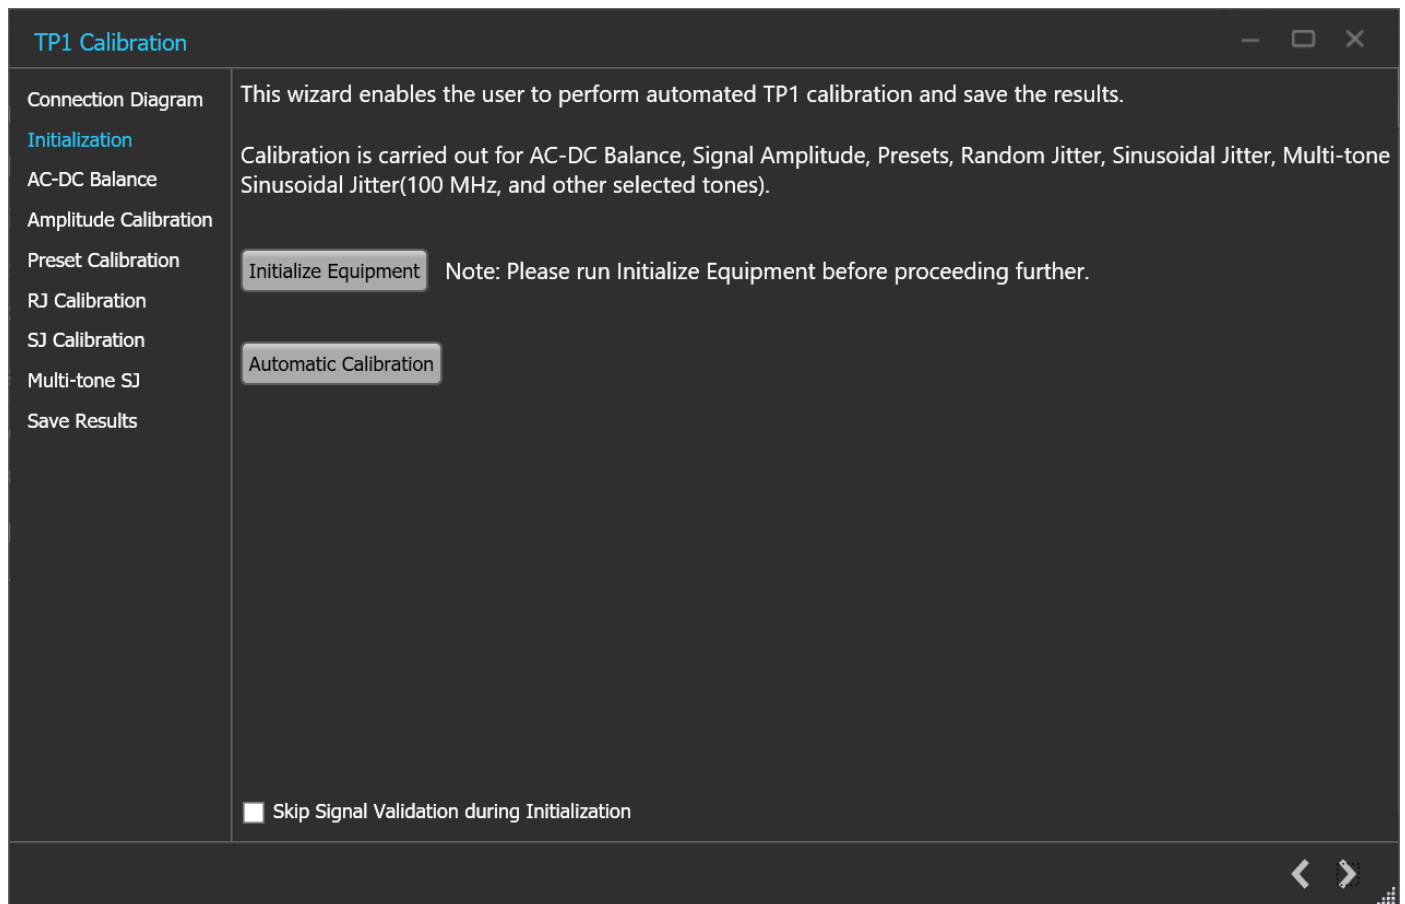 TP1 Calibration
Connection Diagram
Initialization
AC-DC Balance
Amplitude Calibration
Preset Calibration
RJ Calibration
SJ Calibration
Multi-tone SJ
Save Results
This wizard enables the user to perform automated TP1 calibration and save the results.
Calibration is carried out for AC-DC Balance, Signal Amplitude, Presets, Random Jitter, Sinusoidal Jitter, Multi-tone
Sinusoidal Jitter(100 MHz, and other selected tones).
Initialize Equipment Note: Please run Initialize Equipment before proceeding further.
Automatic Calibration
Skip Signal Validation during Initialization